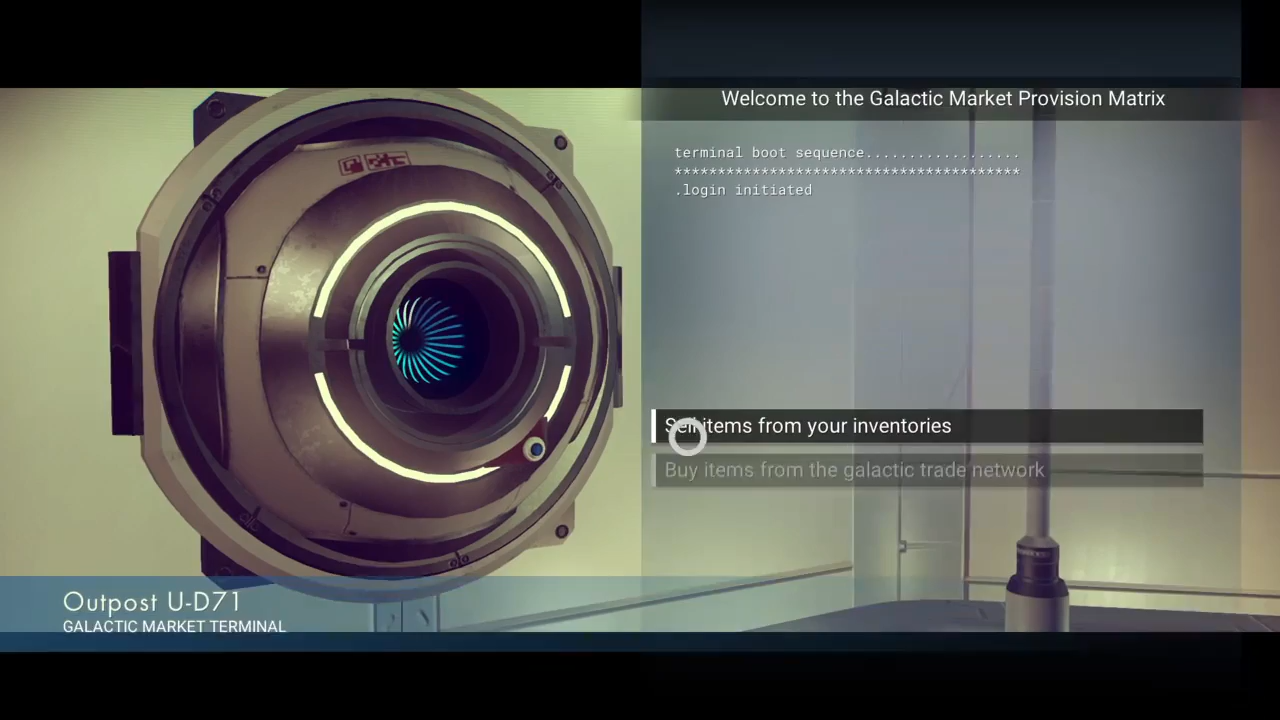 Welcome to the Galactic Market Provision Matrix
terminal boot sequence..................
****************************************
.login initiated
Sell items from your inventories
Buy items from the galactic trade network
Outpost U-D71
GALACTIC MARKET TERMINAL